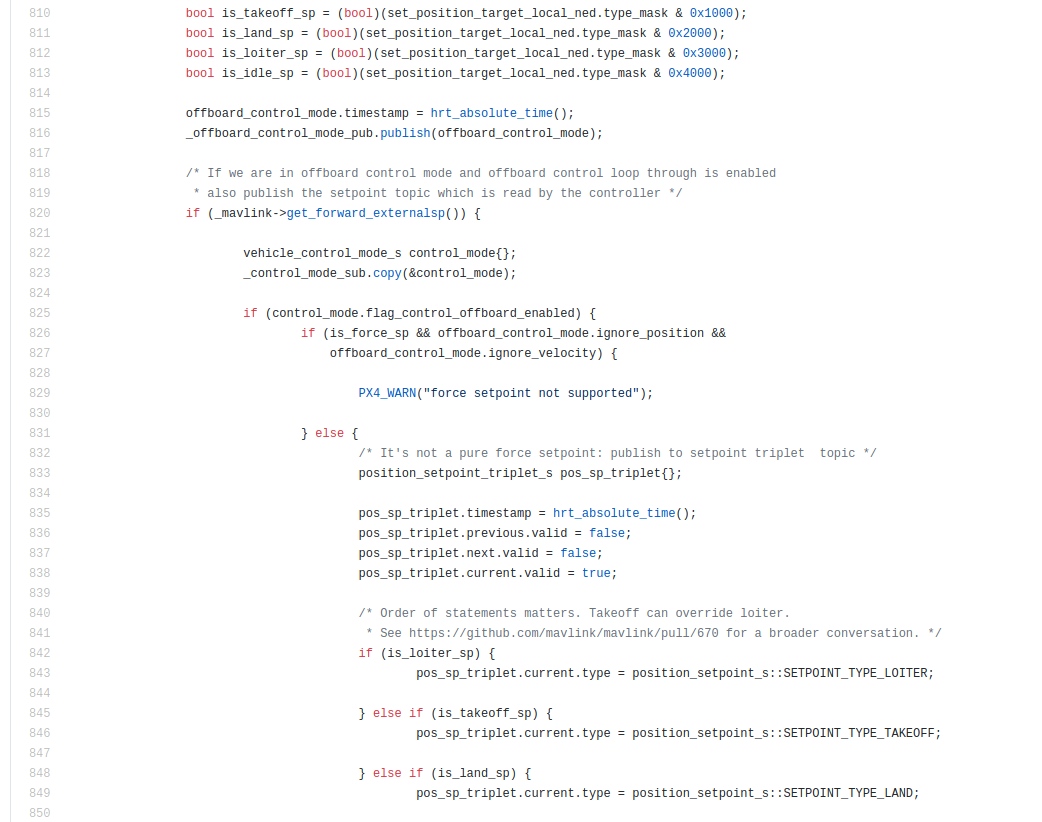 810 bool is_takeoff_sp = (bool)(set_position_target_local_ned.type_mask & 0x1000);
811 bool is_land_sp = (bool)(set_position_target_local_ned.type_mask & 0x2000);
812 bool is_loiter_sp = (bool)(set_position_target_local_ned.type_mask & 0x3000);
813 bool is_idle_sp = (bool)(set_position_target_local_ned.type_mask & 0x4000);
814
815 offboard_control_mode.timestamp = hrt_absolute_time();
816 _offboard_control_mode_pub.publish(offboard_control_mode);
817
818 /* If we are in offboard control mode and offboard control loop through is enabled
819 * also publish the setpoint topic which is read by the controller */
820 if (_mavlink->get_forward_externalsp()) {
821
822 vehicle_control_mode_s control_mode{};
823 _control_mode_sub.copy(&control_mode);
824
825 if (control_mode.flag_control_offboard_enabled) {
826 if (is_force_sp && offboard_control_mode.ignore_position &&
827 offboard_control_mode.ignore_velocity) {
828
829 PX4_WARN("force setpoint not supported");
830
831 } else {
832 /* It's not a pure force setpoint: publish to setpoint triplet  topic */
833 position_setpoint_triplet_s pos_sp_triplet{};
834
835 pos_sp_triplet.timestamp = hrt_absolute_time();
836 pos_sp_triplet.previous.valid = false;
837 pos_sp_triplet.next.valid = false;
838 pos_sp_triplet.current.valid = true;
839
840 /* Order of statements matters. Takeoff can override loiter.
841 * See https://github.com/mavlink/mavlink/pull/670 for a broader conversation. */
842 if (is_loiter_sp) {
843 pos_sp_triplet.current.type = position_setpoint_s::SETPOINT_TYPE_LOITER;
844
845 } else if (is_takeoff_sp) {
846 pos_sp_triplet.current.type = position_setpoint_s::SETPOINT_TYPE_TAKEOFF;
847
848 } else if (is_land_sp) {
849 pos_sp_triplet.current.type = position_setpoint_s::SETPOINT_TYPE_LAND;
850